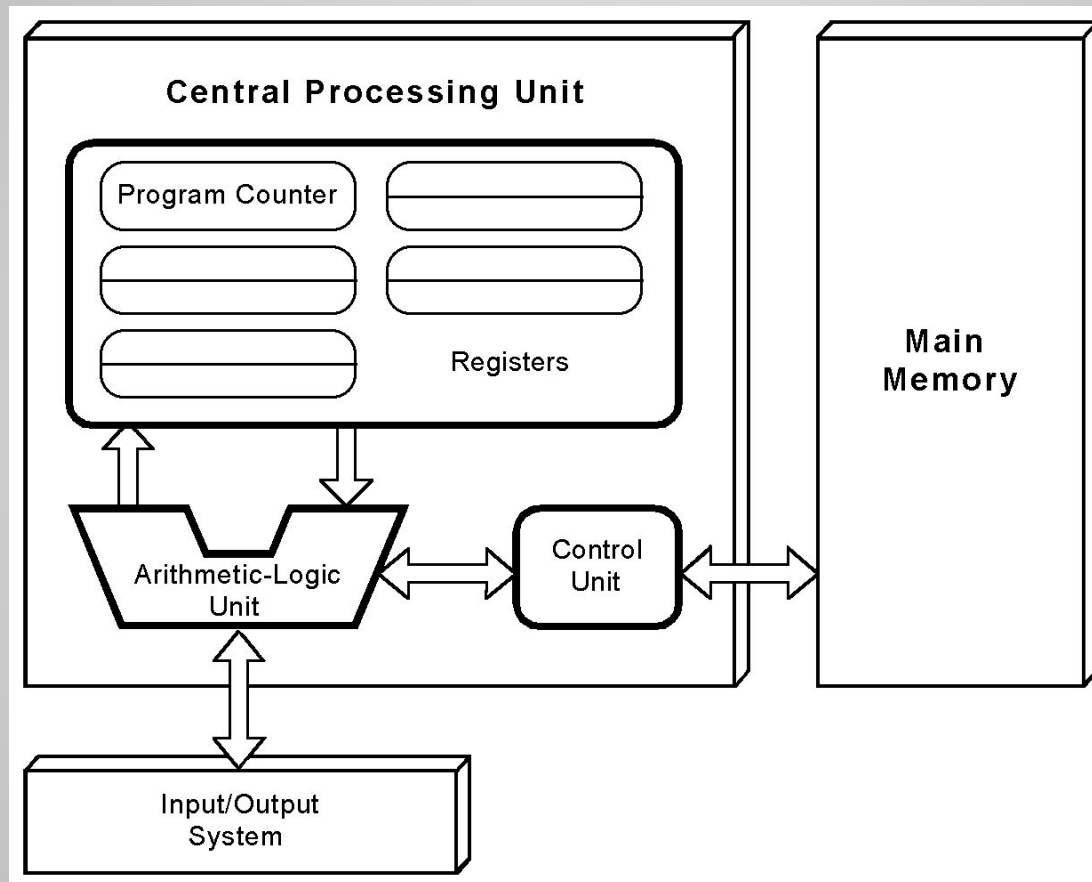 Central Processing Unit
Program Counter
Registers
Main
Memory
Arithmetic-Logic
Unit
Control
Unit
Input/Output
System